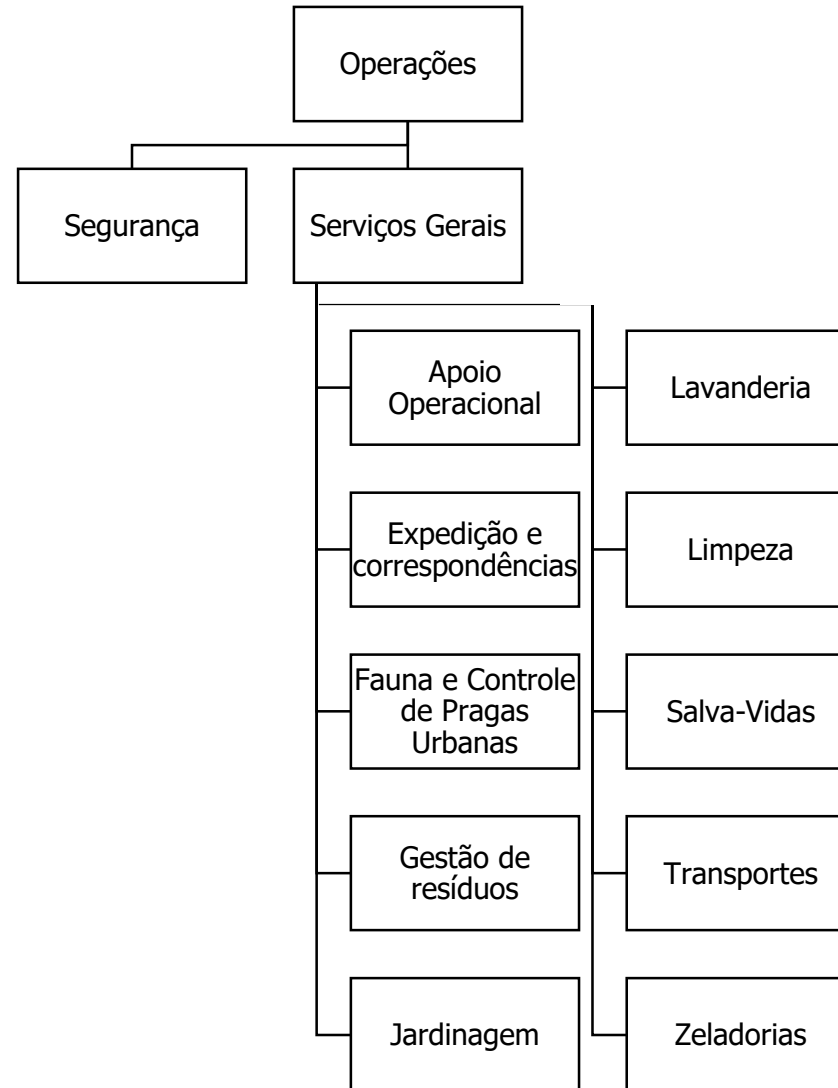 Operações
Segurança
Serviços Gerais
Apoio
Operacional
Lavanderia
Expedição e
correspondências
Limpeza
Fauna e Controle
de Pragas
Urbanas
Salva-Vidas
Gestão de
resíduos
Transportes
Jardinagem
Zeladorias